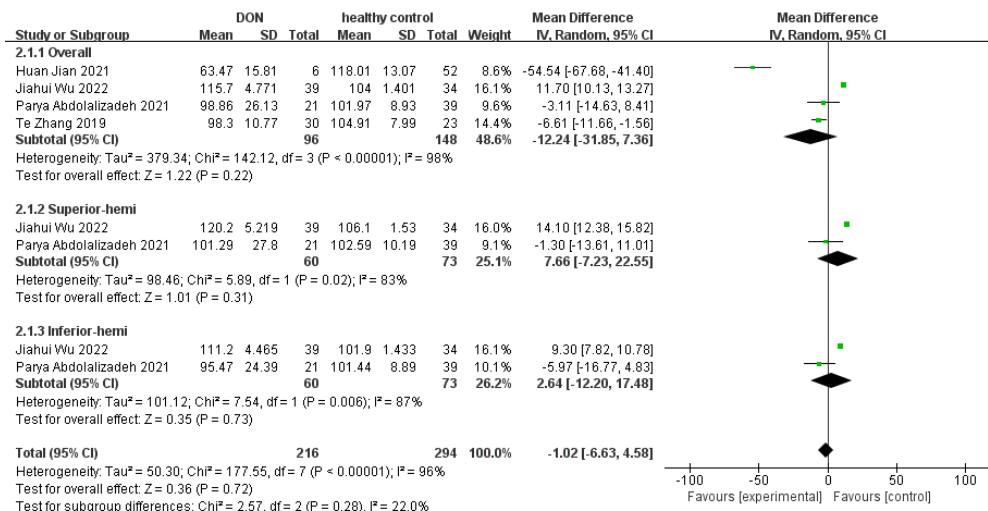 DON healthy control Mean Difference Mean Difference
Study or Subgroup Mean SD Total Mean SD Total Weight IV, Random, 95% CI IV, Random, 95% CI
2.1.1 Overall
Huan Jian 2021 63.47 15.81 6 118.01 13.07 52 8.6% -54.54 [-67.68, -41.40]
Jiahui Wu 2022 115.7 4.771 39 104 1.401 34 16.1% 11.70 [10.13, 13.27]
Parya Abdolalizadeh 2021 98.86 26.13 21 101.97 8.93 39 9.6% -3.11 [-14.63, 8.41]
Te Zhang 2019 98.3 10.77 30 104.91 7.99 23 14.4% -6.61 [-11.66, -1.56]
Subtotal (95% CI) 96 148 48.6% -12.24 [-31.85, 7.36]
Heterogeneity: Tau² = 379.34; Chi² = 142.12, df = 3 (P < 0.00001); I² = 98%
Test for overall effect: Z = 1.22 (P = 0.22)
2.1.2 Superior-hemi
Jiahui Wu 2022 120.2 5.219 39 106.1 1.53 34 16.0% 14.10 [12.38, 15.82]
Parya Abdolalizadeh 2021 101.29 27.8 21 102.59 10.19 39 9.1% -1.30 [-13.61, 11.01]
Subtotal (95% CI) 60 73 25.1% 7.66 [-7.23, 22.55]
Heterogeneity: Tau² = 98.46; Chi² = 5.89, df = 1 (P = 0.02); I² = 83%
Test for overall effect: Z = 1.01 (P = 0.31)
2.1.3 Inferior-hemi
Jiahui Wu 2022 111.2 4.465 39 101.9 1.433 34 16.1% 9.30 [7.82, 10.78]
Parya Abdolalizadeh 2021 95.47 24.39 21 101.44 8.89 39 10.1% -5.97 [-16.77, 4.83]
Subtotal (95% CI) 60 73 26.2% 2.64 [-12.20, 17.48]
Heterogeneity: Tau² = 101.12; Chi² = 7.54, df = 1 (P = 0.006); I² = 87%
Test for overall effect: Z = 0.35 (P = 0.73)
Total (95% CI) 216 294 100.0% -1.02 [-6.63, 4.58]
Heterogeneity: Tau² = 50.30; Chi² = 177.55, df = 7 (P < 0.00001); I² = 96%
Test for overall effect: Z = 0.36 (P = 0.72)
Test for subgroup differences: Chi² = 2.57, df = 2 (P = 0.28), I² = 22.0%
-100 -50 0 50 100
Favours [experimental] Favours [control]